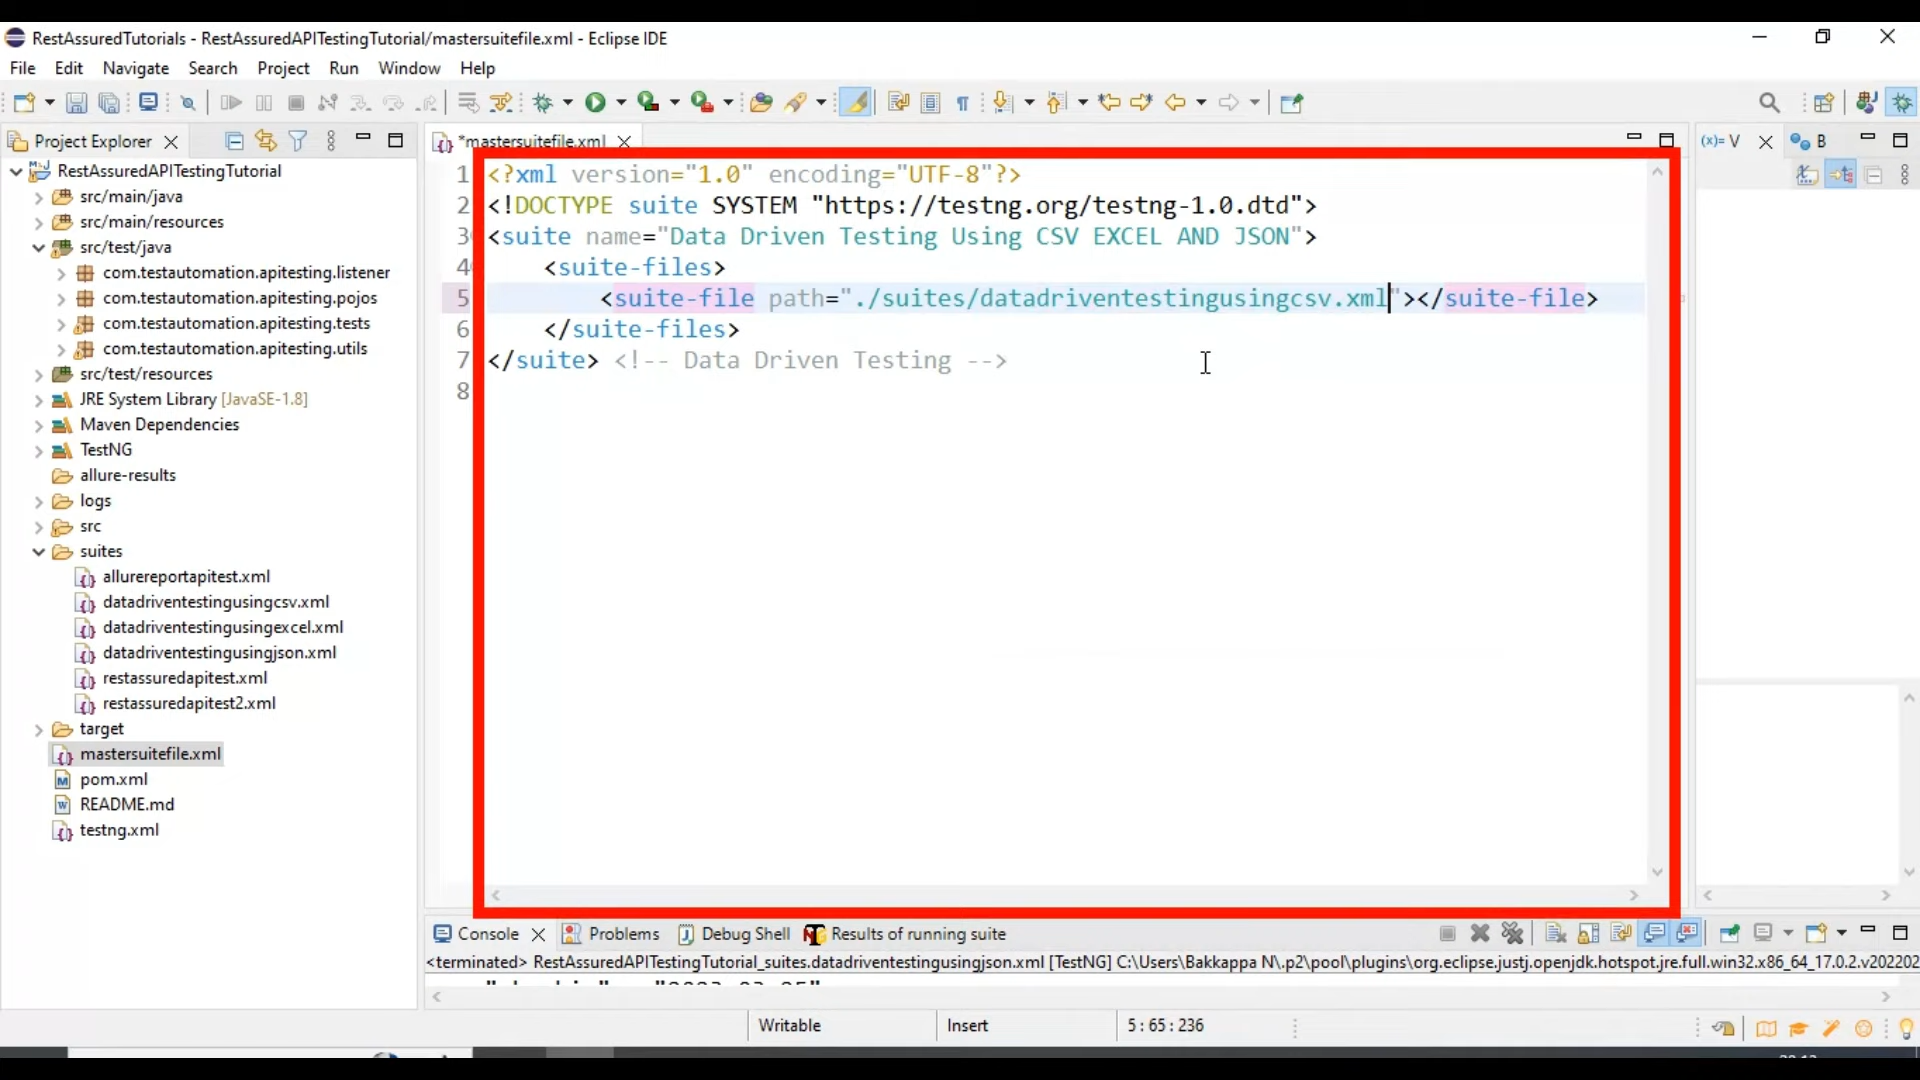 RestAssuredTutorials - RestAssuredAPITestingTutorial/mastersuitefile.xml - Eclipse IDE
File Edit Navigate Search Project Run Window Help
Project Explorer
*mastersuitefile.xml
(x)= V
B
RestAssuredAPITestingTutorial
src/main/java
src/main/resources
src/test/java
com.testautomation.apitesting.listener
com.testautomation.apitesting.pojos
com.testautomation.apitesting.tests
com.testautomation.apitesting.utils
src/test/resources
JRE System Library [JavaSE-1.8]
Maven Dependencies
TestNG
allure-results
logs
src
suites
allurereportapitest.xml
datadriventestingusingcsv.xml
datadriventestingusingexcel.xml
datadriventestingusingjson.xml
restassuredapitest.xml
restassuredapitest2.xml
target
mastersuitefile.xml
pom.xml
README.md
testng.xml
1 <?xml version="1.0" encoding="UTF-8"?>
2 <!DOCTYPE suite SYSTEM "https://testng.org/testng-1.0.dtd">
3 <suite name="Data Driven Testing Using CSV EXCEL AND JSON">
4 <suite-files>
5 <suite-file path="./suites/datadriventestingusingcsv.xml"></suite-file>
6 </suite-files>
7 </suite> <!-- Data Driven Testing -->
8
Console Problems Debug Shell Results of running suite
<terminated> RestAssuredAPITestingTutorial_suites.datadriventestingusingjson.xml [TestNG] C:\Users\Bakkappa N\.p2\pool\plugins\org.eclipse.justj.openjdk.hotspot.jre.full.win32.x86_64_17.0.2.v202202
Writable Insert 5 : 65 : 236